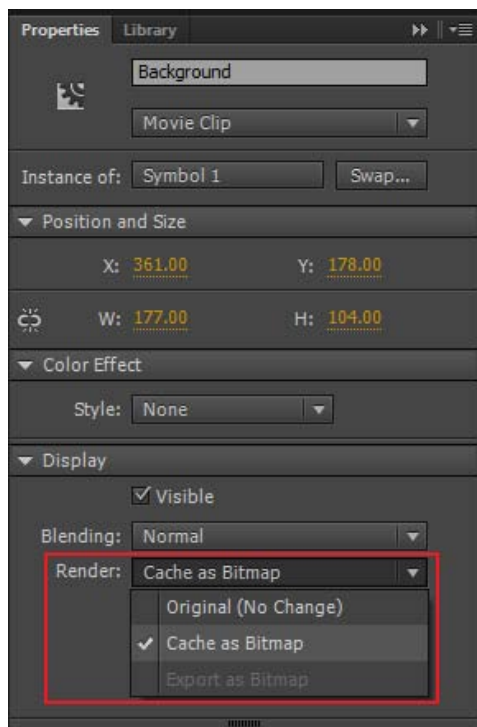 Properties Library
Background
Movie Clip
Instance of: Symbol 1 Swap...
Position and Size
X: 361.00 Y: 178.00
W: 177.00 H: 104.00
Color Effect
Style: None
Display
Visible
Blending: Normal
Render: Cache as Bitmap
Original (No Change)
Cache as Bitmap
Export as Bitmap